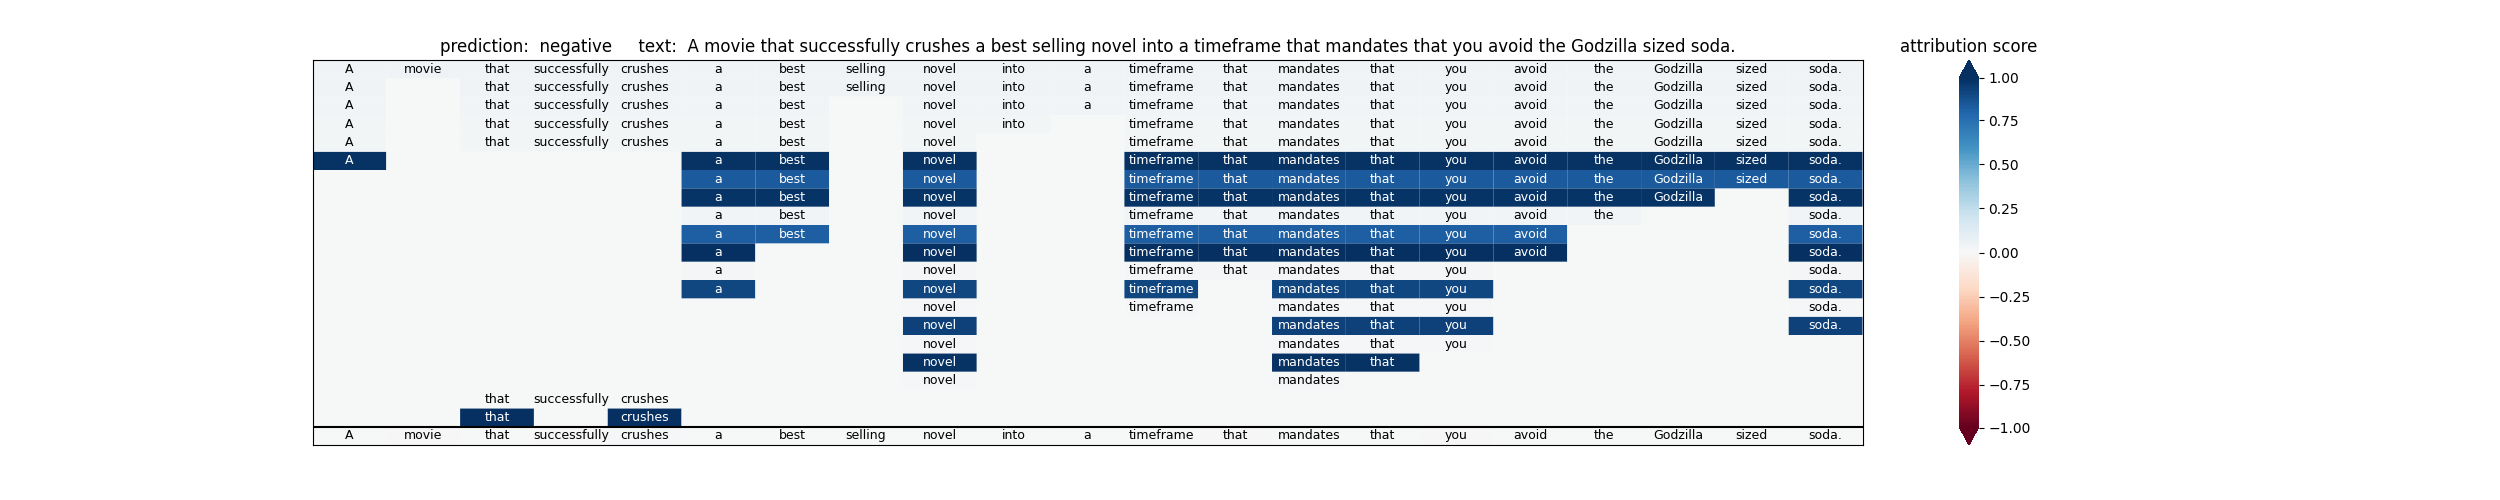 prediction:  negative     text:  A movie that successfully crushes a best selling novel into a timeframe that mandates that you avoid the Godzilla sized soda.
attribution score
A movie that successfully crushes a best selling novel into a timeframe that mandates that you avoid the Godzilla sized soda.
A that successfully crushes a best selling novel into a timeframe that mandates that you avoid the Godzilla sized soda.
A that successfully crushes a best novel into a timeframe that mandates that you avoid the Godzilla sized soda.
A that successfully crushes a best novel into timeframe that mandates that you avoid the Godzilla sized soda.
A that successfully crushes a best novel timeframe that mandates that you avoid the Godzilla sized soda.
A a best novel timeframe that mandates that you avoid the Godzilla sized soda.
a best novel timeframe that mandates that you avoid the Godzilla sized soda.
a best novel timeframe that mandates that you avoid the Godzilla soda.
a best novel timeframe that mandates that you avoid the soda.
a best novel timeframe that mandates that you avoid soda.
a novel timeframe that mandates that you avoid soda.
a novel timeframe that mandates that you soda.
a novel timeframe mandates that you soda.
novel timeframe mandates that you soda.
novel mandates that you soda.
novel mandates that you
novel mandates that
novel mandates
that successfully crushes
that crushes
A movie that successfully crushes a best selling novel into a timeframe that mandates that you avoid the Godzilla sized soda.
1.00
0.75
0.50
0.25
0.00
−0.25
−0.50
−0.75
−1.00